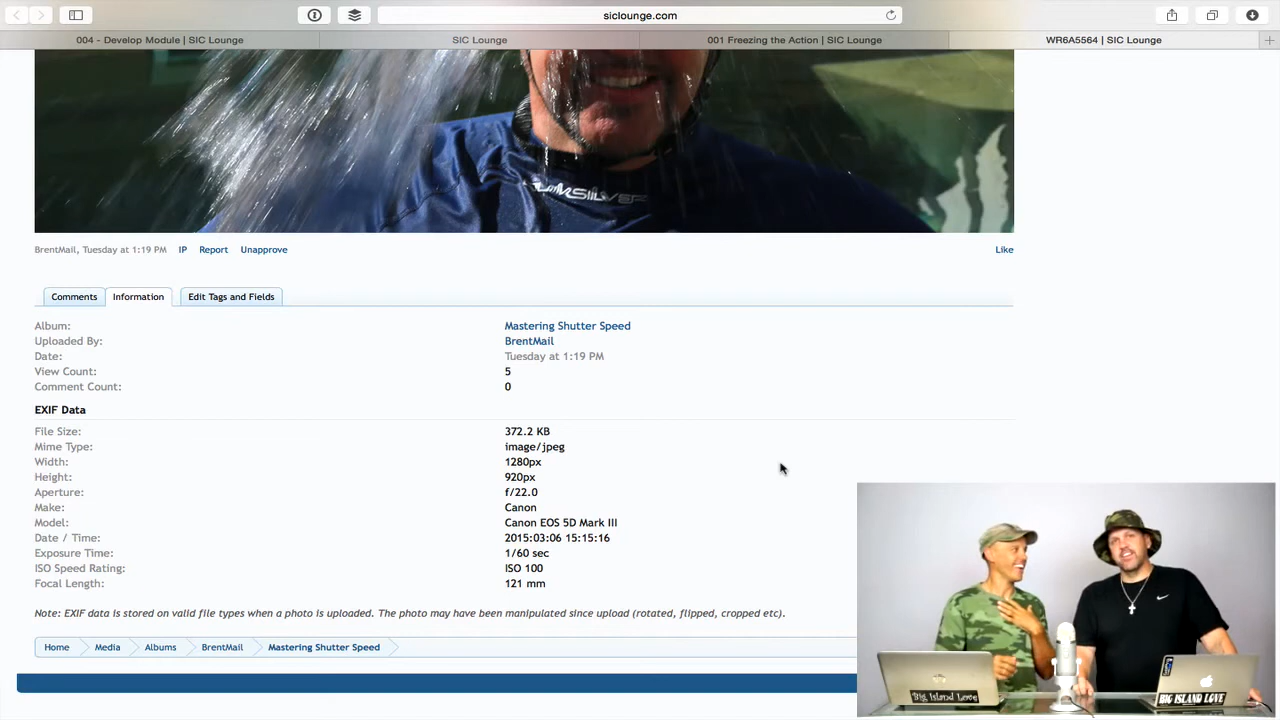 siclounge.com
004 - Develop Module | SIC Lounge
SIC Lounge
001 Freezing the Action | SIC Lounge
WR6A5564 | SIC Lounge
QUIKSILVER
BrentMail, Tuesday at 1:19 PM IP Report Unapprove Like
Comments Information Edit Tags and Fields
Album: Mastering Shutter Speed
Uploaded By: BrentMail
Date: Tuesday at 1:19 PM
View Count: 5
Comment Count: 0
EXIF Data
File Size: 372.2 KB
Mime Type: image/jpeg
Width: 1280px
Height: 920px
Aperture: f/22.0
Make: Canon
Model: Canon EOS 5D Mark III
Date / Time: 2015:03:06 15:15:16
Exposure Time: 1/60 sec
ISO Speed Rating: ISO 100
Focal Length: 121 mm
Note: EXIF data is stored on valid file types when a photo is uploaded. The photo may have been manipulated since upload (rotated, flipped, cropped etc).
Home Media Albums BrentMail Mastering Shutter Speed
Big Island Love
BIG ISLAND LOVE